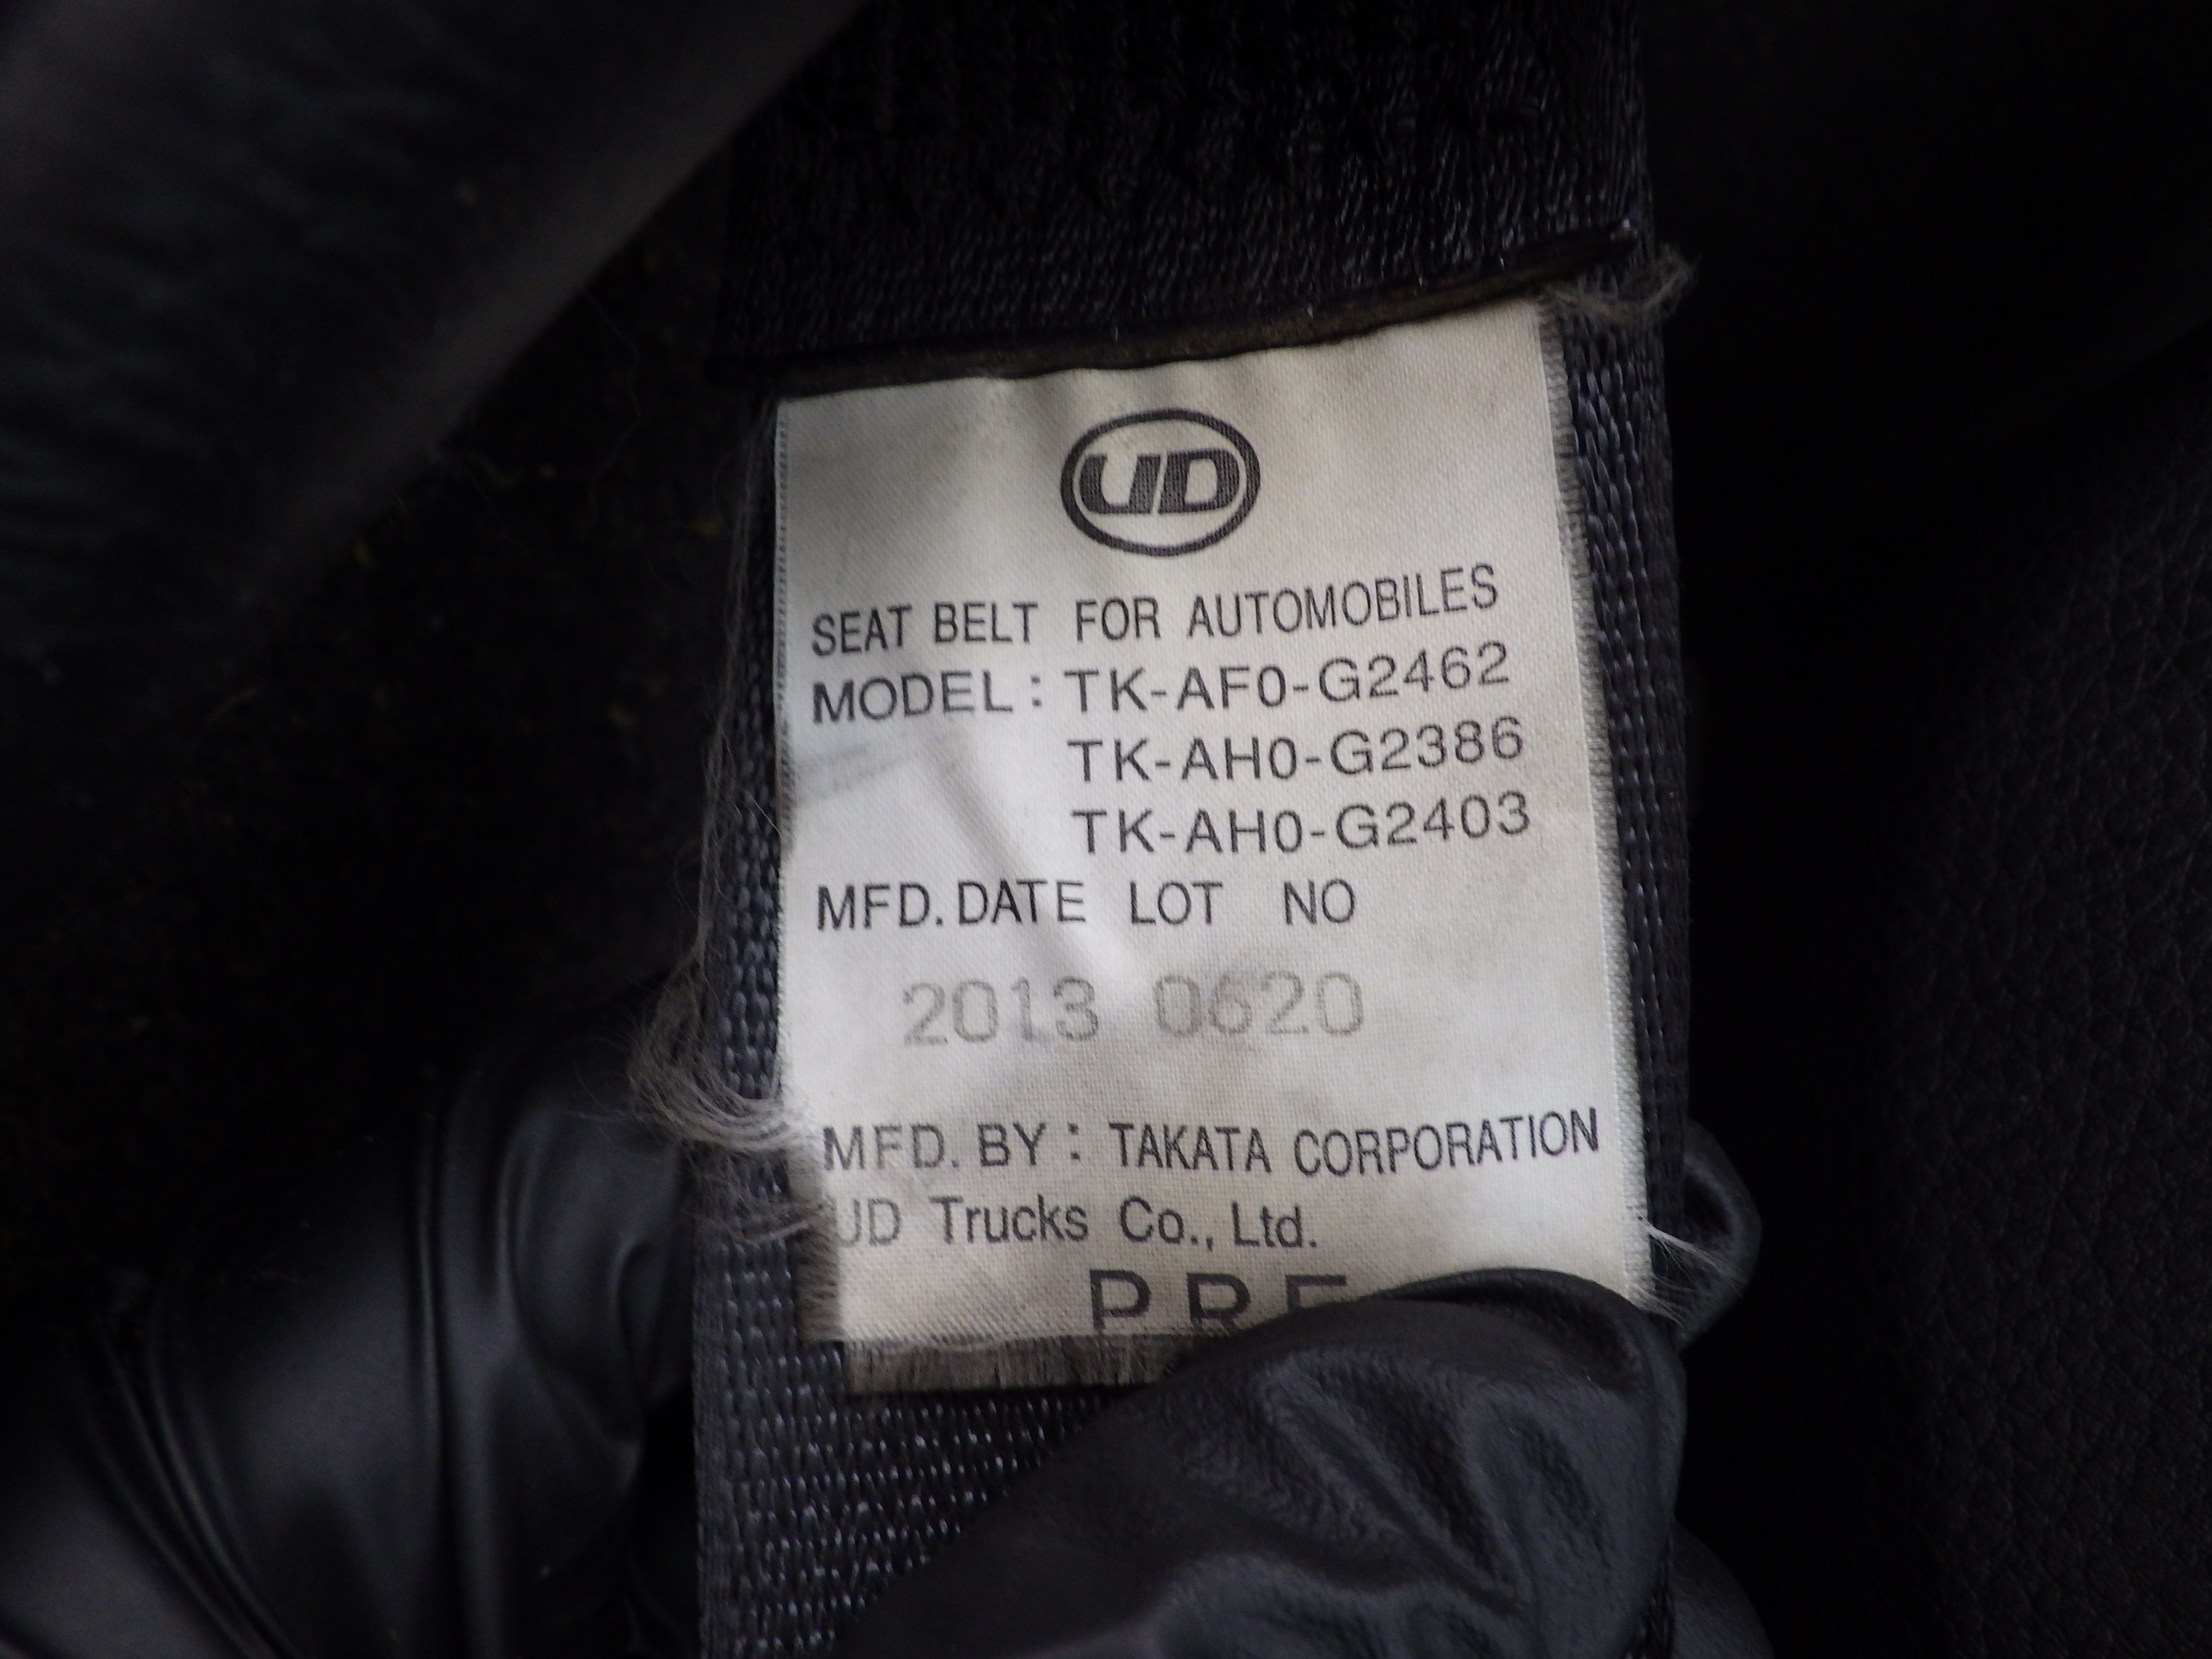 UD
SEAT BELT FOR AUTOMOBILES
MODEL: TK-AF0-G2462
TK-AH0-G2386
TK-AH0-G2403
MFD. DATE LOT NO
2013 0620
MFD. BY: TAKATA CORPORATION
UD Trucks Co., Ltd.